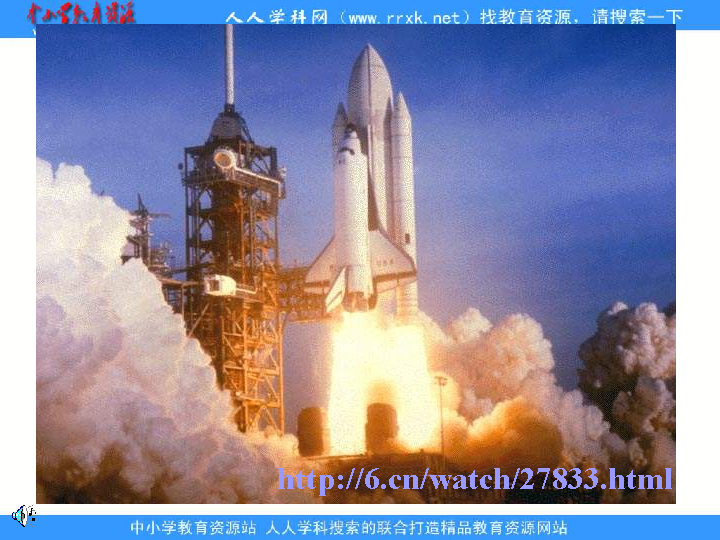 中小学教育资源
人人学科网（www.rrxk.net）找教育资源，请搜索一下
http://6.cn/watch/27833.html
中小学教育资源站 人人学科搜索的联合打造精品教育资源网站